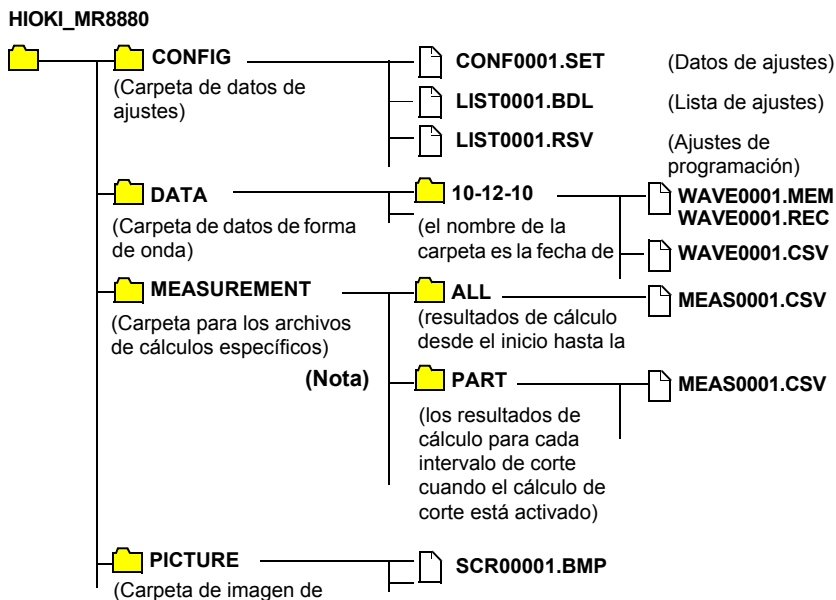 HIOKI_MR8880
CONFIG
(Carpeta de datos de
ajustes)
CONF0001.SET
(Datos de ajustes)
LIST0001.BDL
(Lista de ajustes)
LIST0001.RSV
(Ajustes de
programación)
DATA
(Carpeta de datos de forma
de onda)
10-12-10
(el nombre de la
carpeta es la fecha de
WAVE0001.MEM
WAVE0001.REC
WAVE0001.CSV
MEASUREMENT
(Carpeta para los archivos
de cálculos específicos)
(Nota)
ALL
(resultados de cálculo
desde el inicio hasta la
MEAS0001.CSV
PART
(los resultados de
cálculo para cada
intervalo de corte
cuando el cálculo de
corte está activado)
MEAS0001.CSV
PICTURE
(Carpeta de imagen de
SCR00001.BMP